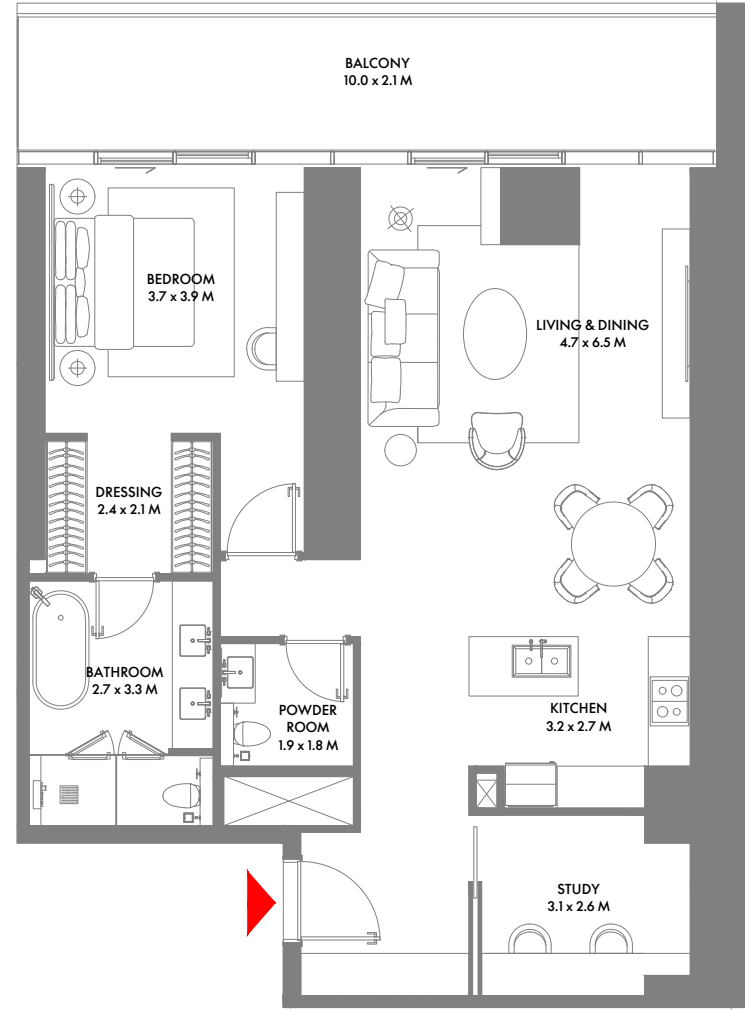 BALCONY
10.0 x 2.1 M
BEDROOM
3.7 x 3.9 M
LIVING & DINING
4.7 x 6.5 M
DRESSING
2.4 x 2.1 M
BATHROOM
2.7 x 3.3 M
POWDER
ROOM
1.9 x 1.8 M
KITCHEN
3.2 x 2.7 M
STUDY
3.1 x 2.6 M